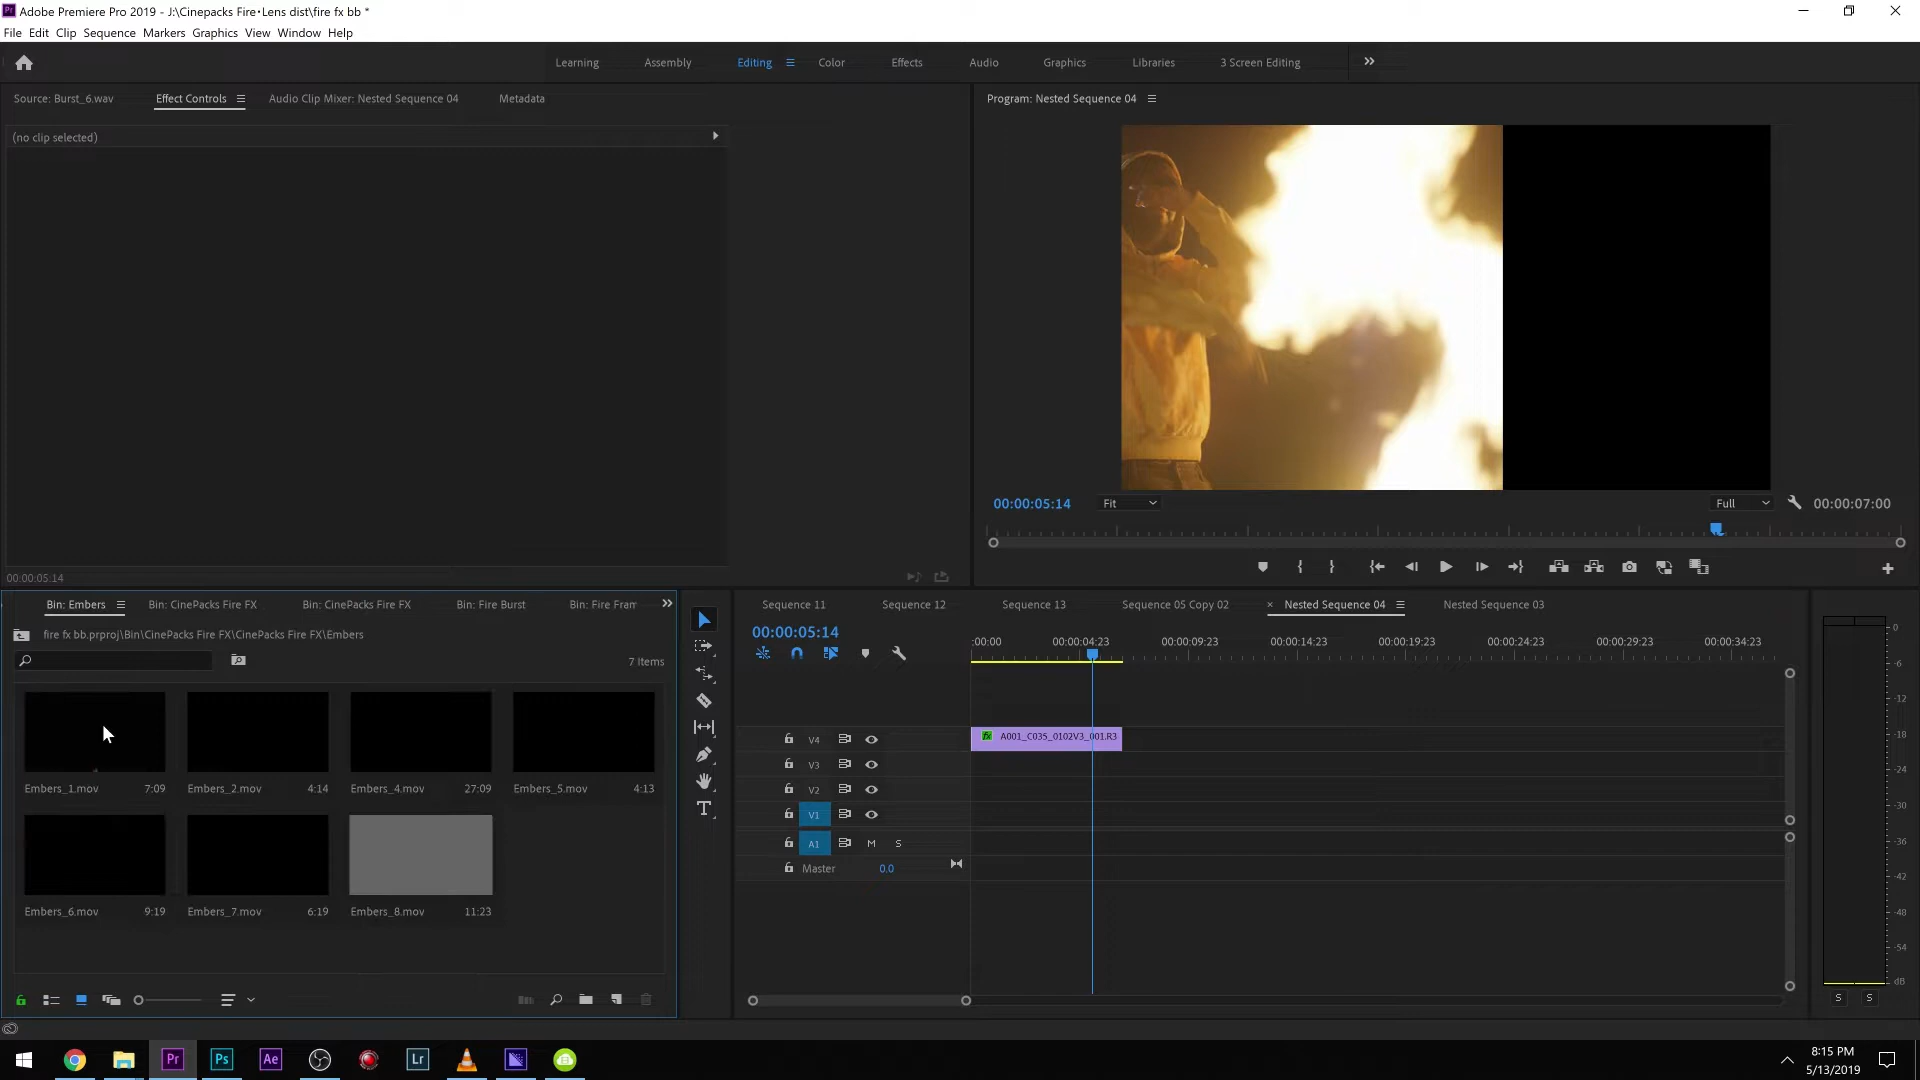 Adobe Premiere Pro 2019 - J:\Cinepacks Fire•Lens dist\fire fx bb *
File Edit Clip Sequence Markers Graphics View Window Help
Learning Assembly Editing Color Effects Audio Graphics Libraries 3 Screen Editing
Source: Burst_6.wav Effect Controls Audio Clip Mixer: Nested Sequence 04 Metadata
Program: Nested Sequence 04
(no clip selected)
00:00:05:14 Fit Full 00:00:07:00
00:00:05:14
Bin: Embers Bin: CinePacks Fire FX Bin: CinePacks Fire FX Bin: Fire Burst Bin: Fire Fram
Sequence 11 Sequence 12 Sequence 13 Sequence 05 Copy 02 Nested Sequence 04 Nested Sequence 03
fire fx bb.prproj\Bin\CinePacks Fire FX\CinePacks Fire FX\Embers
7 Items
00:00:05:14
:00:00 00:00:04:23 00:00:09:23 00:00:14:23 00:00:19:23 00:00:24:23 00:00:29:23 00:00:34:23
Embers_1.mov 7:09 Embers_2.mov 4:14 Embers_4.mov 27:09 Embers_5.mov 4:13
Embers_6.mov 9:19 Embers_7.mov 6:19 Embers_8.mov 11:23
V4 fx A001_C035_0102V3_001.R3
V3
V2
V1
A1 M S
Master 0.0
0
-6
-12
-18
-24
-30
-36
-42
-48
-54
dB
S S
Pr Ps Ae Lr
8:15 PM
5/13/2019